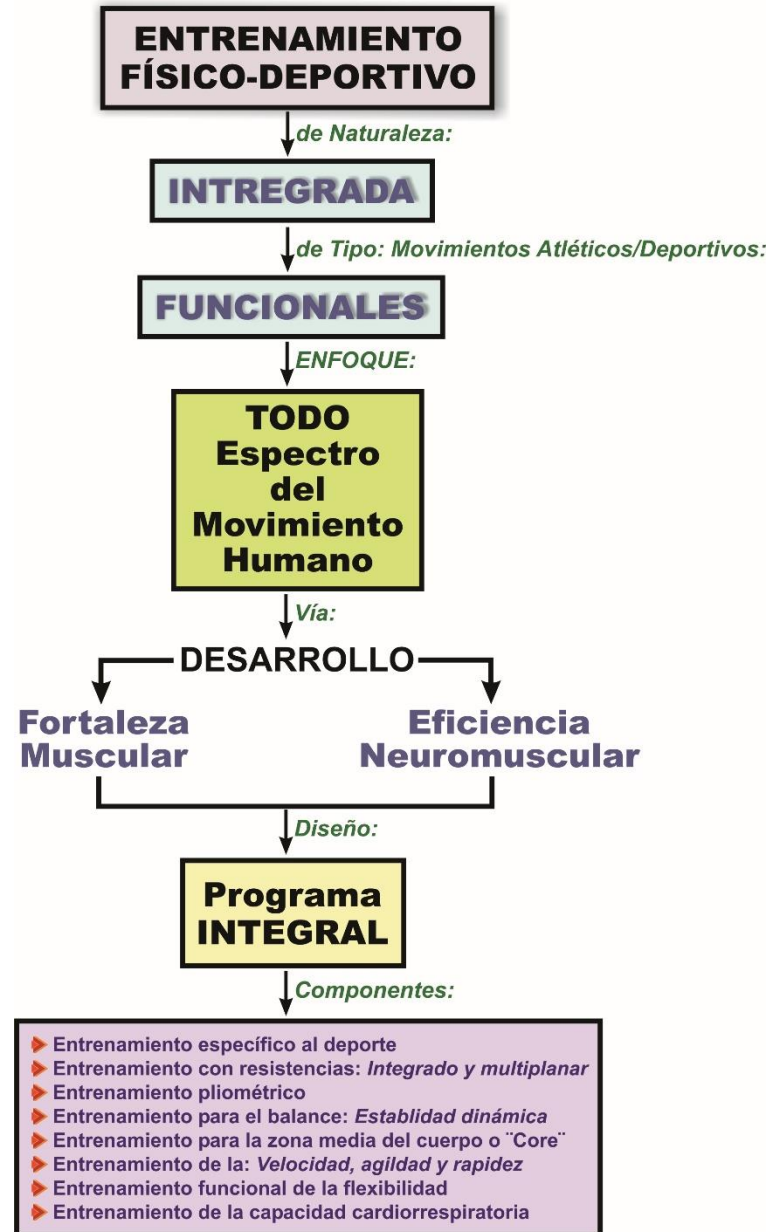 ENTRENAMIENTO
FÍSICO-DEPORTIVO
de Naturaleza:
INTREGRADA
de Tipo: Movimientos Atléticos/Deportivos:
FUNCIONALES
ENFOQUE:
TODO
Espectro
del
Movimiento
Humano
Vía:
DESARROLLO
Fortaleza
Muscular
Eficiencia
Neuromuscular
Diseño:
Programa
INTEGRAL
Componentes:
Entrenamiento específico al deporte
Entrenamiento con resistencias: Integrado y multiplanar
Entrenamiento pliométrico
Entrenamiento para el balance: Establidad dinámica
Entrenamiento para la zona media del cuerpo o ¨Core¨
Entrenamiento de la: Velocidad, agildad y rapidez
Entrenamiento funcional de la flexibilidad
Entrenamiento de la capacidad cardiorrespiratoria